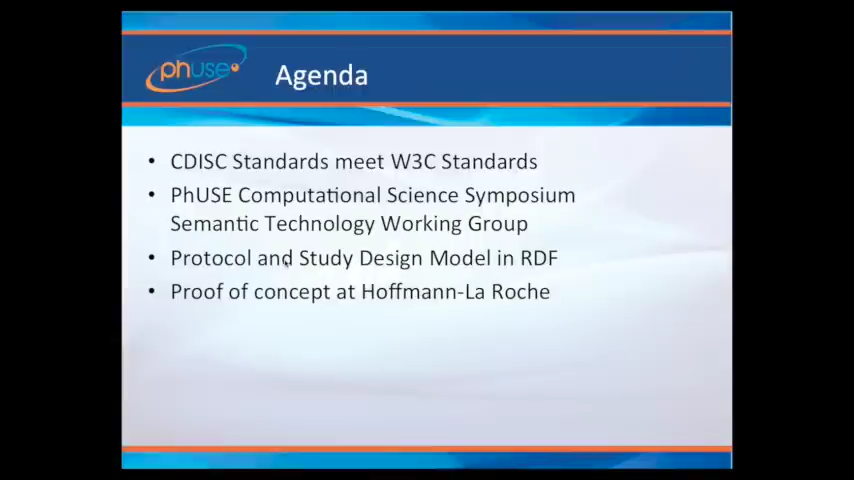 phuse
Agenda
• CDISC Standards meet W3C Standards
• PhUSE Computational Science Symposium
Semantic Technology Working Group
• Protocol and Study Design Model in RDF
• Proof of concept at Hoffmann-La Roche